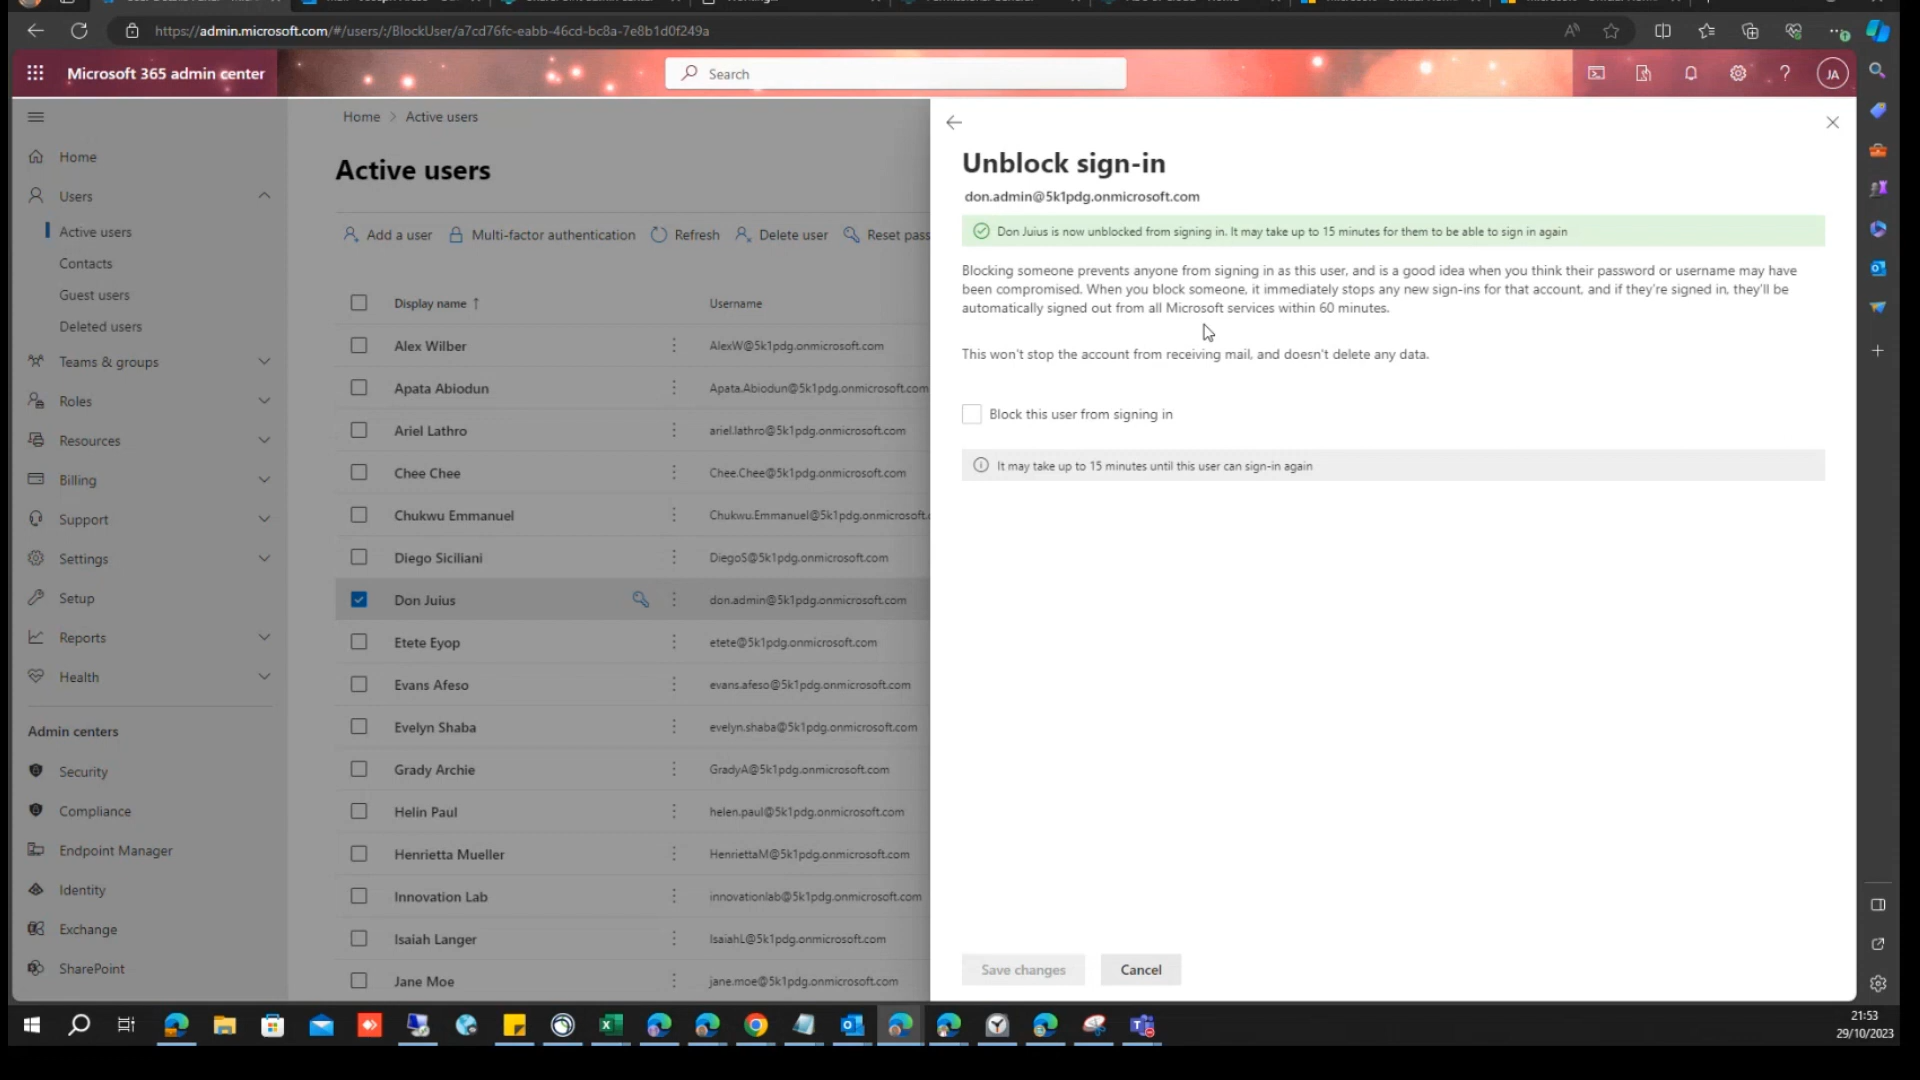 https://admin.microsoft.com/#/users/:/BlockUser/a7cd76fc-eabb-46cd-bc8a-7e8b1d0f249a
Microsoft 365 admin center
Search
JA
Home
Users
Active users
Contacts
Guest users
Deleted users
Teams & groups
Roles
Resources
Billing
Support
Settings
Setup
Reports
Health
Admin centers
Security
Compliance
Endpoint Manager
Identity
Exchange
SharePoint
Home > Active users
Active users
Add a user Multi-factor authentication Refresh Delete user Reset pass
Display name ↑ Username
Alex Wilber AlexW@5k1pdg.onmicrosoft.com
Apata Abiodun Apata.Abiodun@5k1pdg.onmicrosoft.com
Ariel Lathro ariel.lathro@5k1pdg.onmicrosoft.com
Chee Chee Chee.Chee@5k1pdg.onmicrosoft.com
Chukwu Emmanuel Chukwu.Emmanuel@5k1pdg.onmicrosoft.
Diego Siciliani DiegoS@5k1pdg.onmicrosoft.com
Don Juius don.admin@5k1pdg.onmicrosoft.com
Etete Eyop etete@5k1pdg.onmicrosoft.com
Evans Afeso evans.afeso@5k1pdg.onmicrosoft.com
Evelyn Shaba evelyn.shaba@5k1pdg.onmicrosoft.com
Grady Archie GradyA@5k1pdg.onmicrosoft.com
Helin Paul helen.paul@5k1pdg.onmicrosoft.com
Henrietta Mueller HenriettaM@5k1pdg.onmicrosoft.com
Innovation Lab innovationlab@5k1pdg.onmicrosoft.com
Isaiah Langer IsaiahL@5k1pdg.onmicrosoft.com
Jane Moe jane.moe@5k1pdg.onmicrosoft.com
Unblock sign-in
don.admin@5k1pdg.onmicrosoft.com
Don Juius is now unblocked from signing in. It may take up to 15 minutes for them to be able to sign in again
Blocking someone prevents anyone from signing in as this user, and is a good idea when you think their password or username may have
been compromised. When you block someone, it immediately stops any new sign-ins for that account, and if they're signed in, they'll be
automatically signed out from all Microsoft services within 60 minutes.
This won't stop the account from receiving mail, and doesn't delete any data.
Block this user from signing in
It may take up to 15 minutes until this user can sign-in again
Save changes
Cancel
21:53
29/10/2023